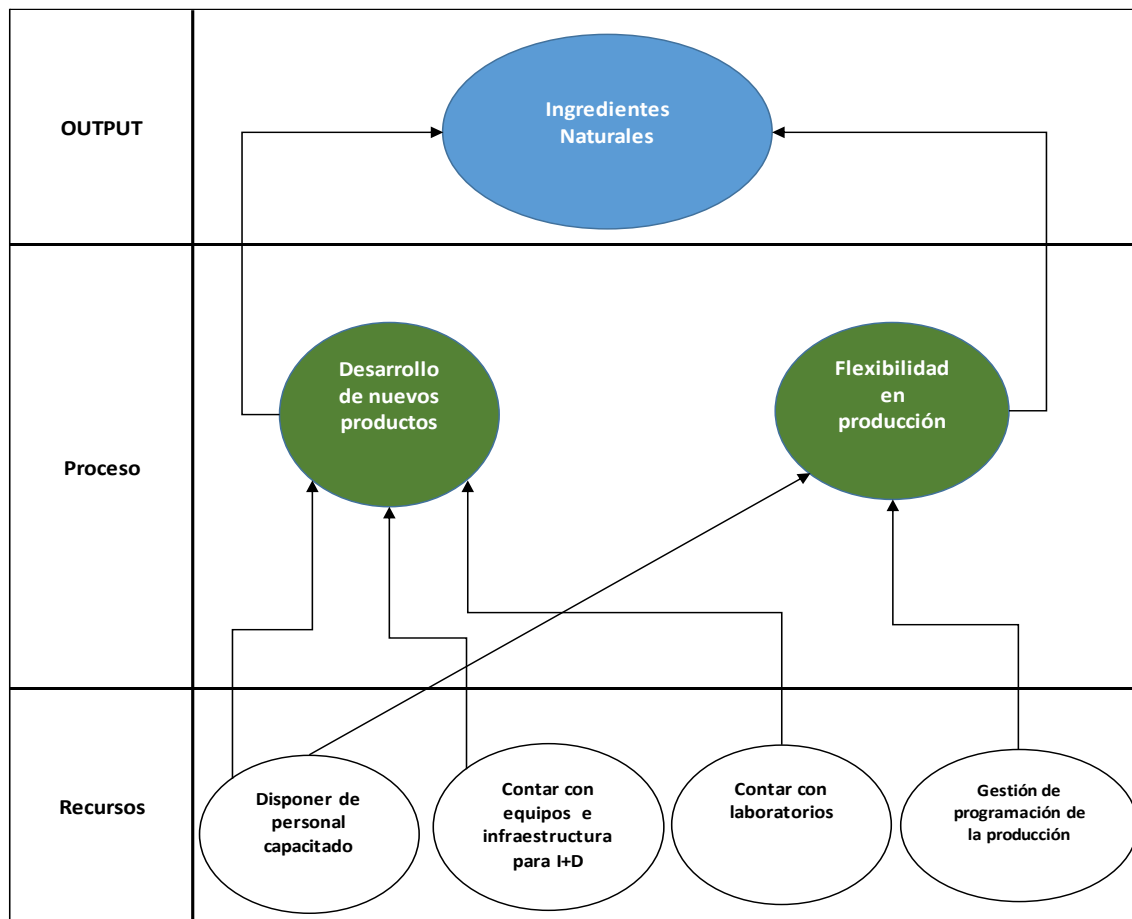 OUTPUT
Ingredientes
Naturales
Proceso
Desarrollo
de nuevos
productos
Flexibilidad
en
producción
Recursos
Disponer de
personal
capacitado
Contar con
equipos e
infraestructura
para I+D
Contar con
laboratorios
Gestión de
programación de
la producción